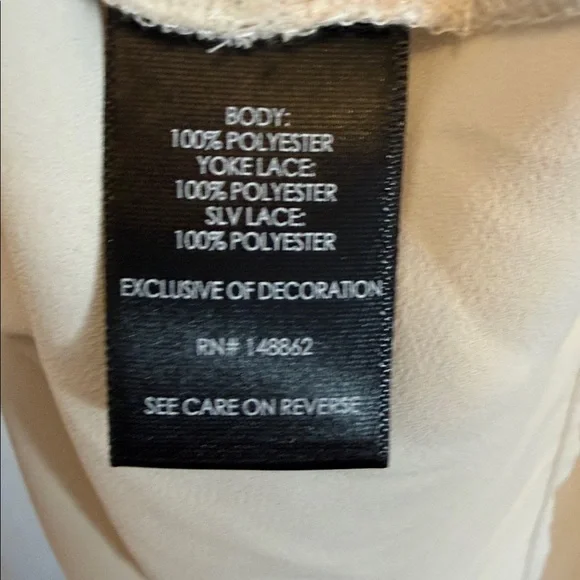 BODY:
100% POLYESTER
YOKE LACE:
100% POLYESTER
SLV LACE:
100% POLYESTER
EXCLUSIVE OF DECORATION
RN# 148862
SEE CARE ON REVERSE